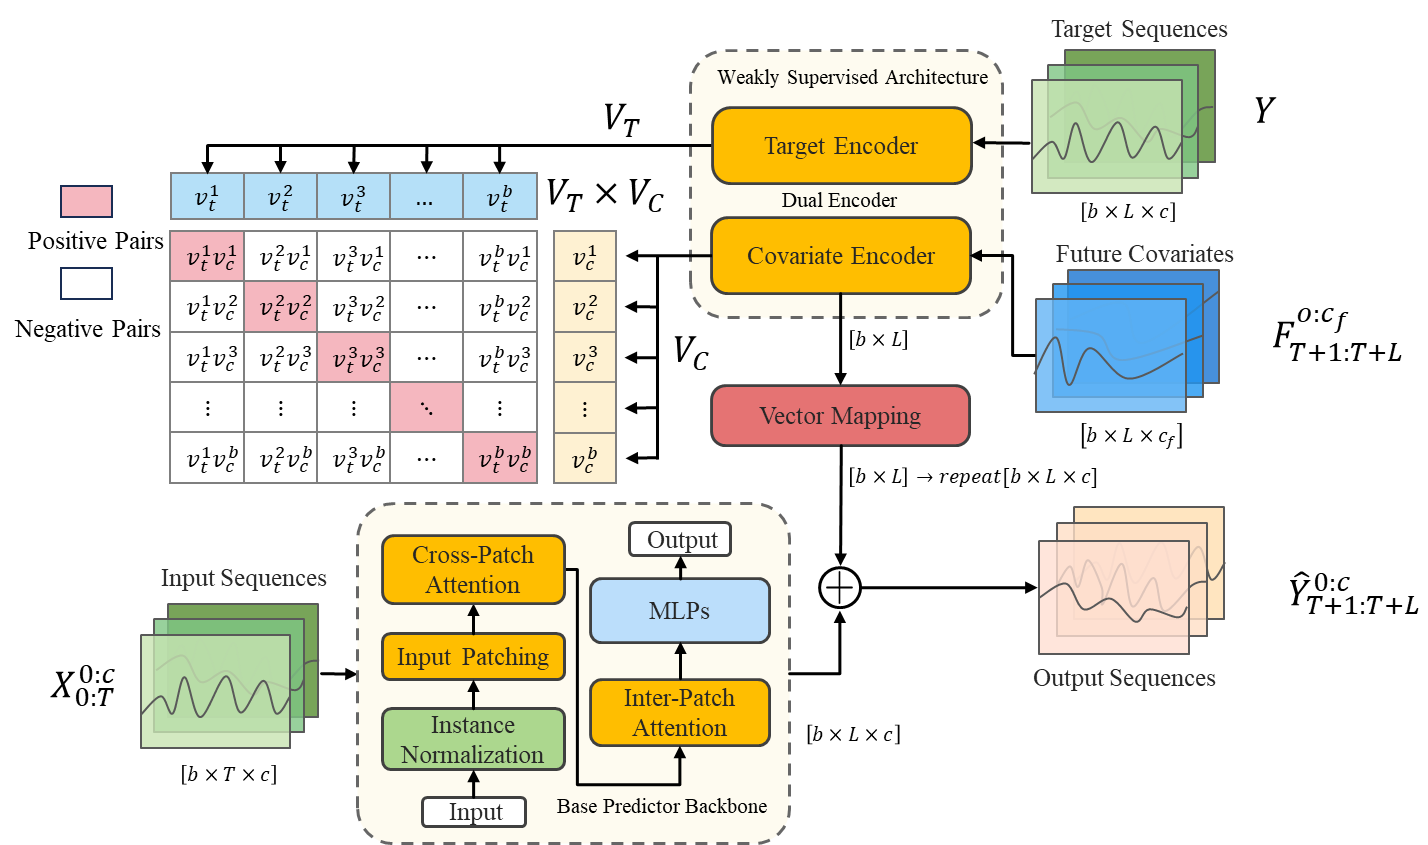 Target Sequences
Weakly Supervised Architecture
Y
V_T
Target Encoder
v_t^1 v_t^2 v_t^3 ... v_t^b
V_T × V_C
Dual Encoder
[b × L × c]
Positive Pairs
Negative Pairs
v_t^1v_c^1 v_t^2v_c^1 v_t^3v_c^1 ⋯ v_t^bv_c^1
v_t^1v_c^2 v_t^2v_c^2 v_t^3v_c^2 ⋯ v_t^bv_c^2
v_t^1v_c^3 v_t^2v_c^3 v_t^3v_c^3 ⋯ v_t^bv_c^3
⋮ ⋮ ⋮ ⋱ ⋮
v_t^1v_c^b v_t^2v_c^b v_t^3v_c^b ⋯ v_t^bv_c^b
v_c^1
v_c^2
v_c^3
⋮
v_c^b
V_C
Covariate Encoder
Future Covariates
F_{T+1:T+L}^{o:c_f}
[b × L × c_f]
[b × L]
Vector Mapping
[b × L] → repeat[b × L × c]
Input Sequences
X_{0:T}^{0:c}
[b × T × c]
Cross-Patch
Attention
Input Patching
Instance
Normalization
Input
Output
MLPs
Inter-Patch
Attention
Base Predictor Backbone
[b × L × c]
Ŷ_{T+1:T+L}^{0:c}
Output Sequences